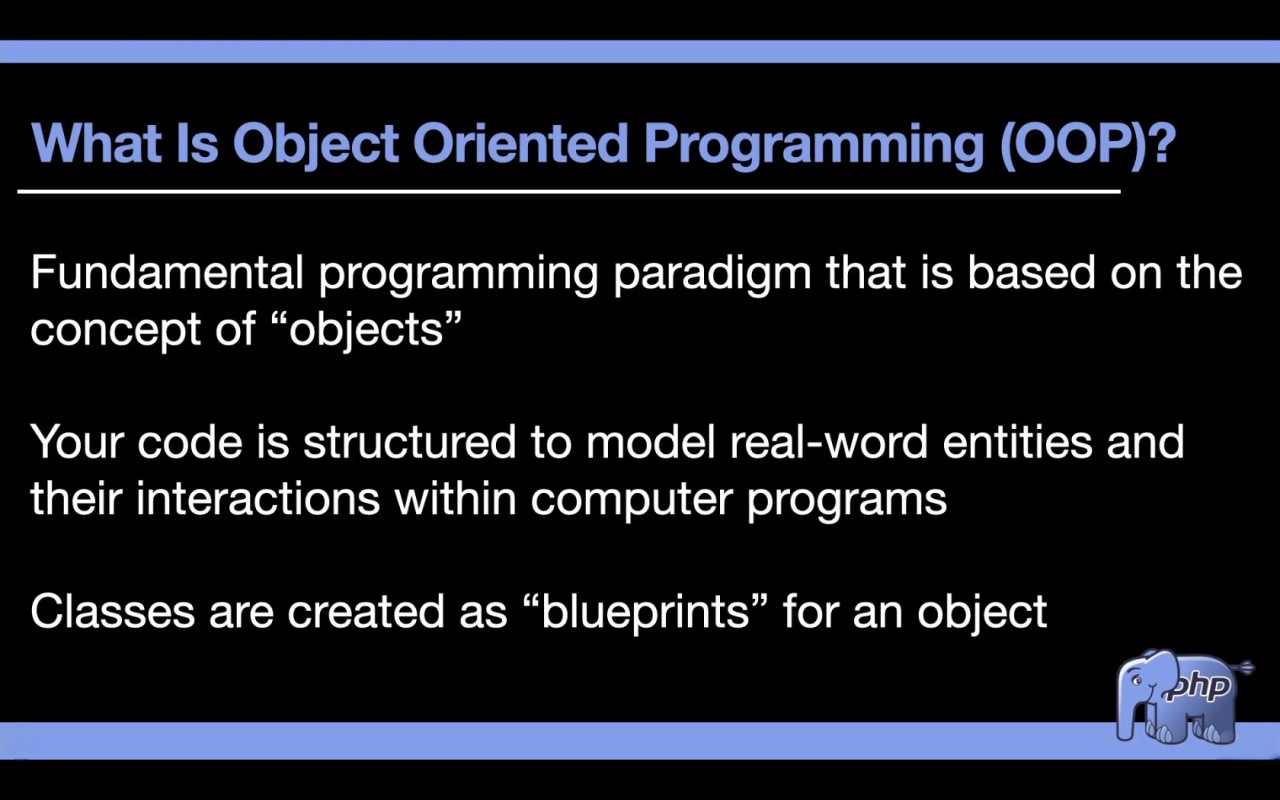 What Is Object Oriented Programming (OOP)?
Fundamental programming paradigm that is based on the
concept of “objects”
Your code is structured to model real-word entities and
their interactions within computer programs
Classes are created as “blueprints” for an object
php